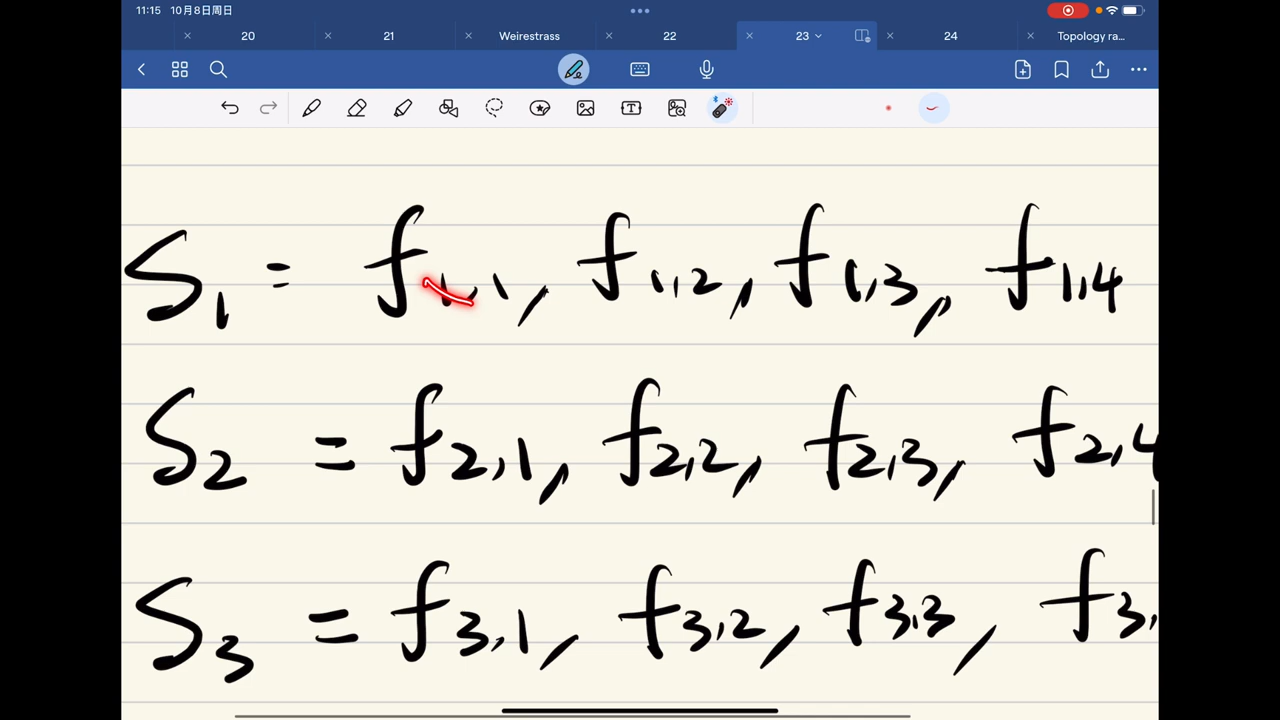 11:15 10月8日周日
20 21 Weirestrass 22 23 24 Topology ra...
S₁ = f₁,₁, f₁,₂, f₁,₃, f₁,₄
S₂ = f₂,₁, f₂,₂, f₂,₃, f₂,₄
S₃ = f₃,₁, f₃,₂, f₃,₃, f₃,